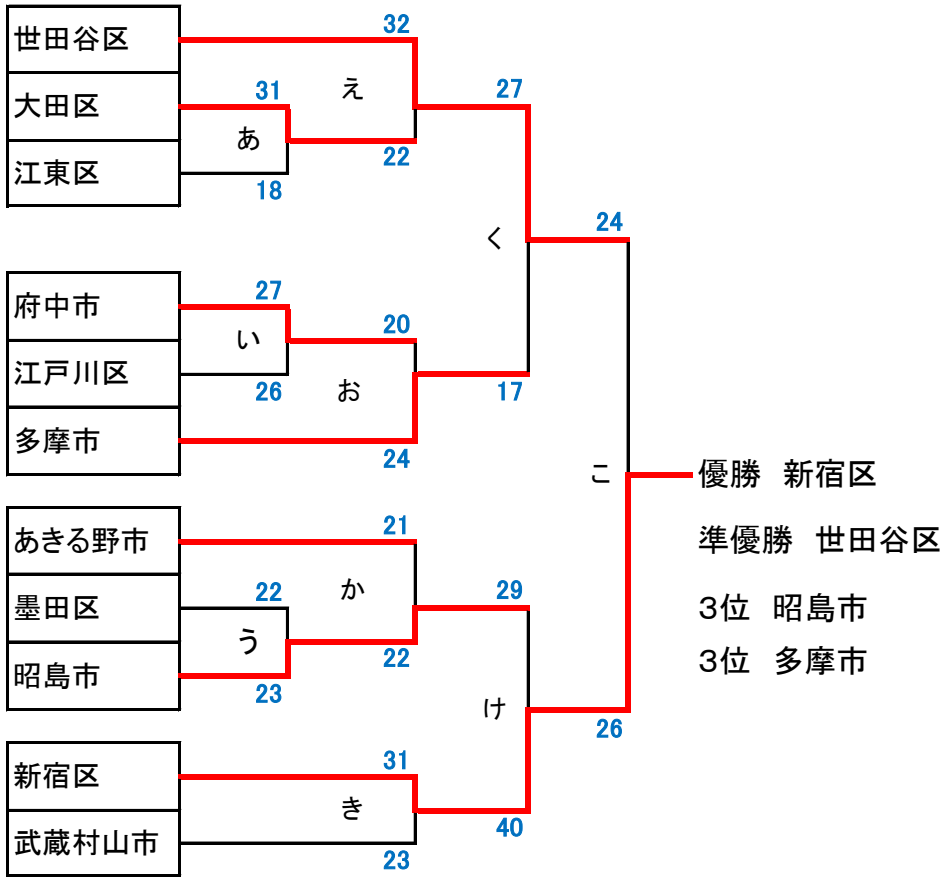 世田谷区
大田区
江東区
府中市
江戸川区
多摩市
あきる野市
墨田区
昭島市
新宿区
武蔵村山市
31
あ
18
27
い
26
22
う
23
32
え
22
20
お
24
21
か
22
31
き
23
27
く
17
29
け
40
24
こ
26
優勝 新宿区
準優勝 世田谷区
3位 昭島市
3位 多摩市